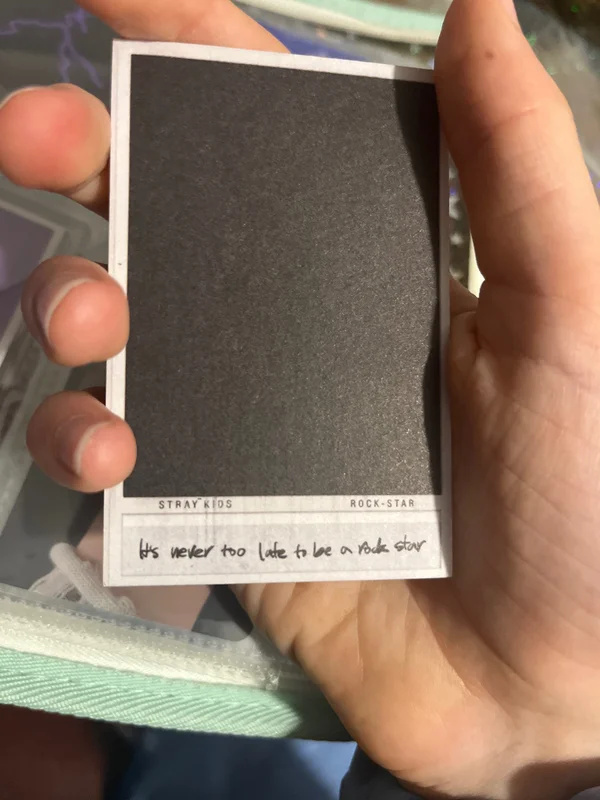 STRAY KIDS ROCK-STAR
It's never too late to be a rock star